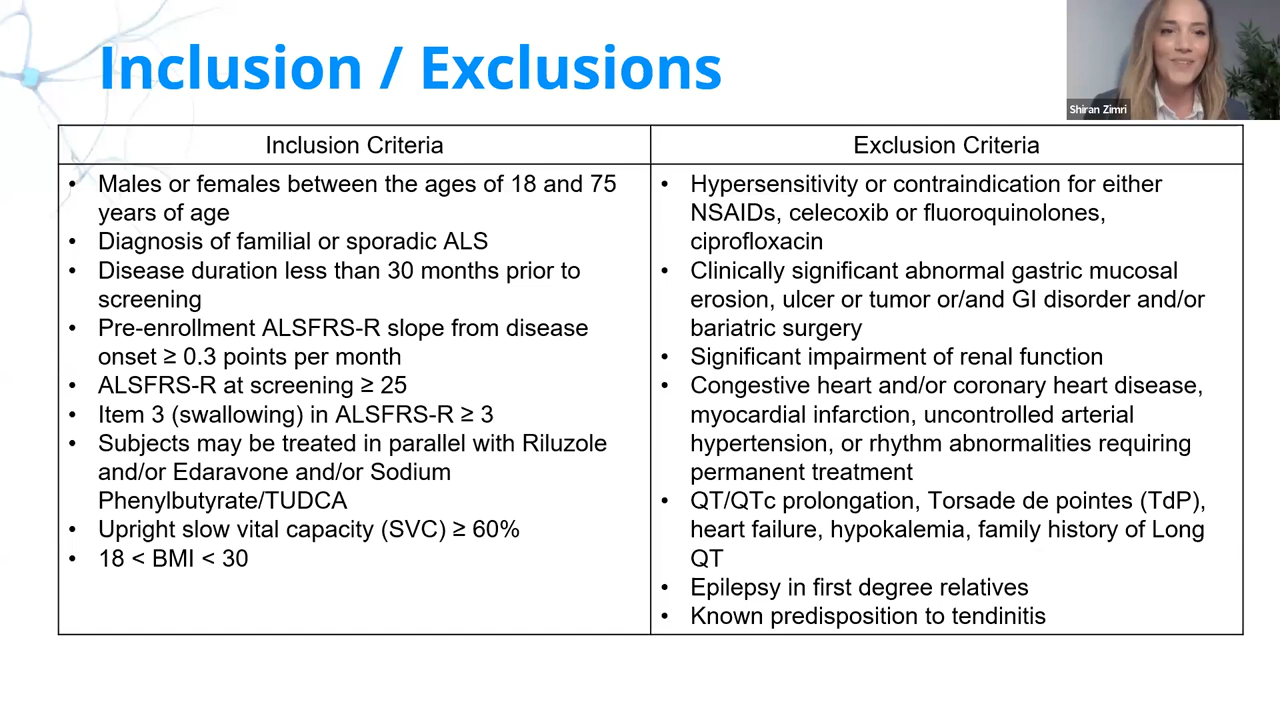 Inclusion / Exclusions
Shiran Zimri
Inclusion Criteria
• Males or females between the ages of 18 and 75
years of age
• Diagnosis of familial or sporadic ALS
• Disease duration less than 30 months prior to
screening
• Pre-enrollment ALSFRS-R slope from disease
onset ≥ 0.3 points per month
• ALSFRS-R at screening ≥ 25
• Item 3 (swallowing) in ALSFRS-R ≥ 3
• Subjects may be treated in parallel with Riluzole
and/or Edaravone and/or Sodium
Phenylbutyrate/TUDCA
• Upright slow vital capacity (SVC) ≥ 60%
• 18 < BMI < 30
Exclusion Criteria
• Hypersensitivity or contraindication for either
NSAIDs, celecoxib or fluoroquinolones,
ciprofloxacin
• Clinically significant abnormal gastric mucosal
erosion, ulcer or tumor or/and GI disorder and/or
bariatric surgery
• Significant impairment of renal function
• Congestive heart and/or coronary heart disease,
myocardial infarction, uncontrolled arterial
hypertension, or rhythm abnormalities requiring
permanent treatment
• QT/QTc prolongation, Torsade de pointes (TdP),
heart failure, hypokalemia, family history of Long
QT
• Epilepsy in first degree relatives
• Known predisposition to tendinitis